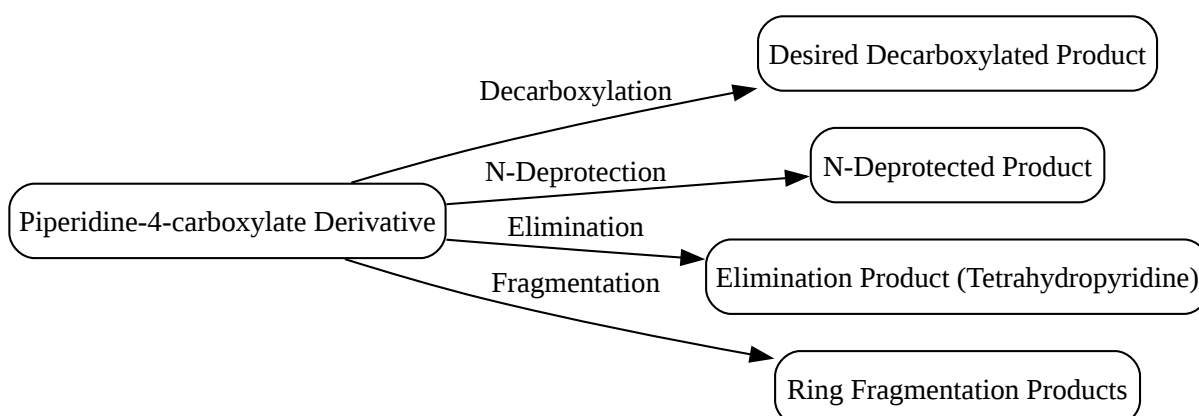 Desired Decarboxylated Product
Decarboxylation
N-Deprotection
N-Deprotected Product
Piperidine-4-carboxylate Derivative
Elimination
Elimination Product (Tetrahydropyridine)
Fragmentation
Ring Fragmentation Products